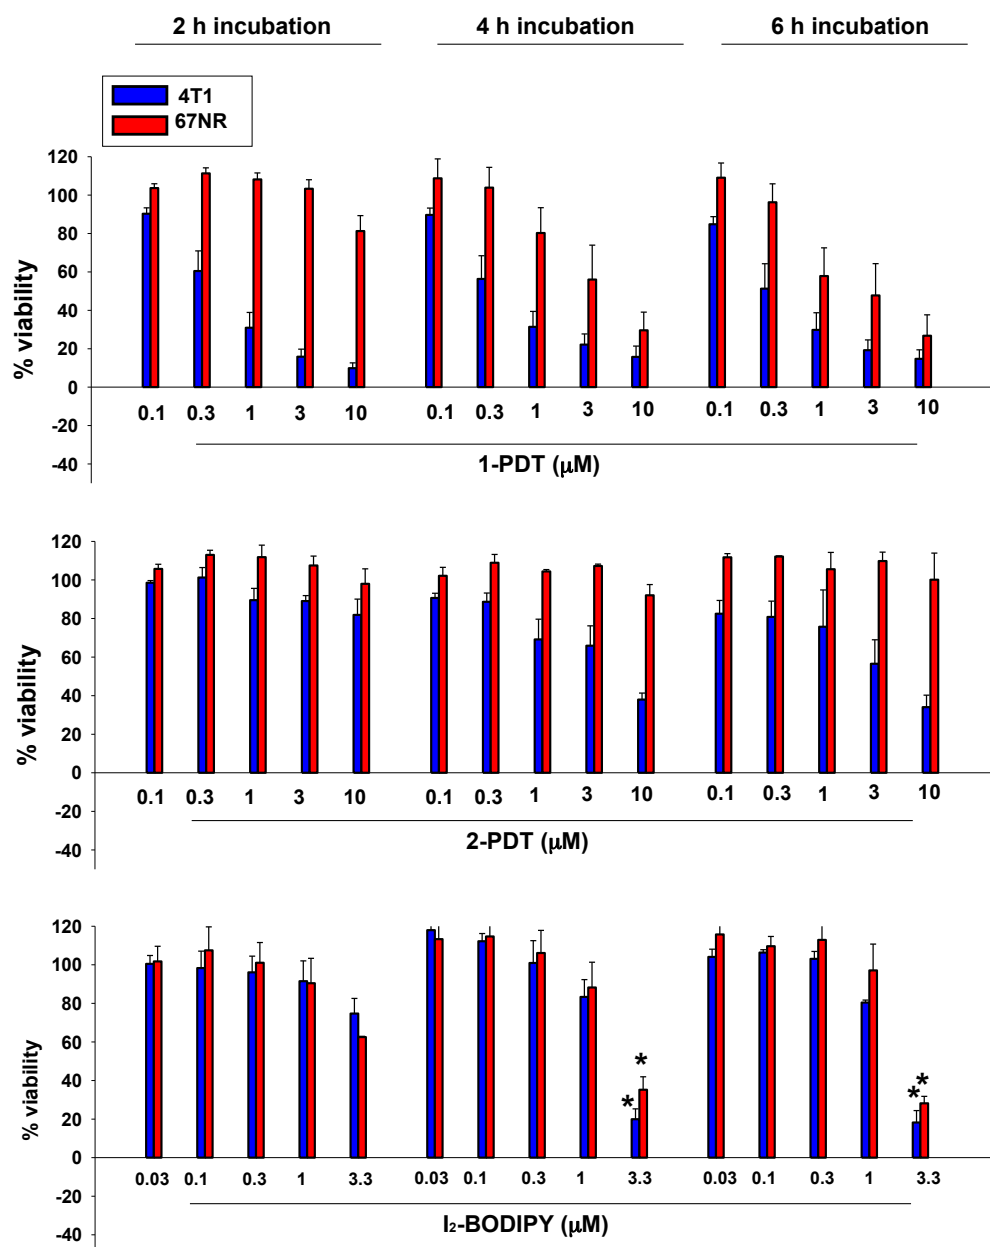 2 h incubation 4 h incubation 6 h incubation
4T1
67NR
% viability
120
100
80
60
40
20
0
-20
-40
0.1 0.3 1 3 10 0.1 0.3 1 3 10 0.1 0.3 1 3 10
1-PDT (μM)
% viability
120
100
80
60
40
20
0
-20
-40
0.1 0.3 1 3 10 0.1 0.3 1 3 10 0.1 0.3 1 3 10
2-PDT (μM)
% viability
120
100
80
60
40
20
0
-20
-40
* * * *
0.03 0.1 0.3 1 3.3 0.03 0.1 0.3 1 3.3 0.03 0.1 0.3 1 3.3
I₂-BODIPY (μM)